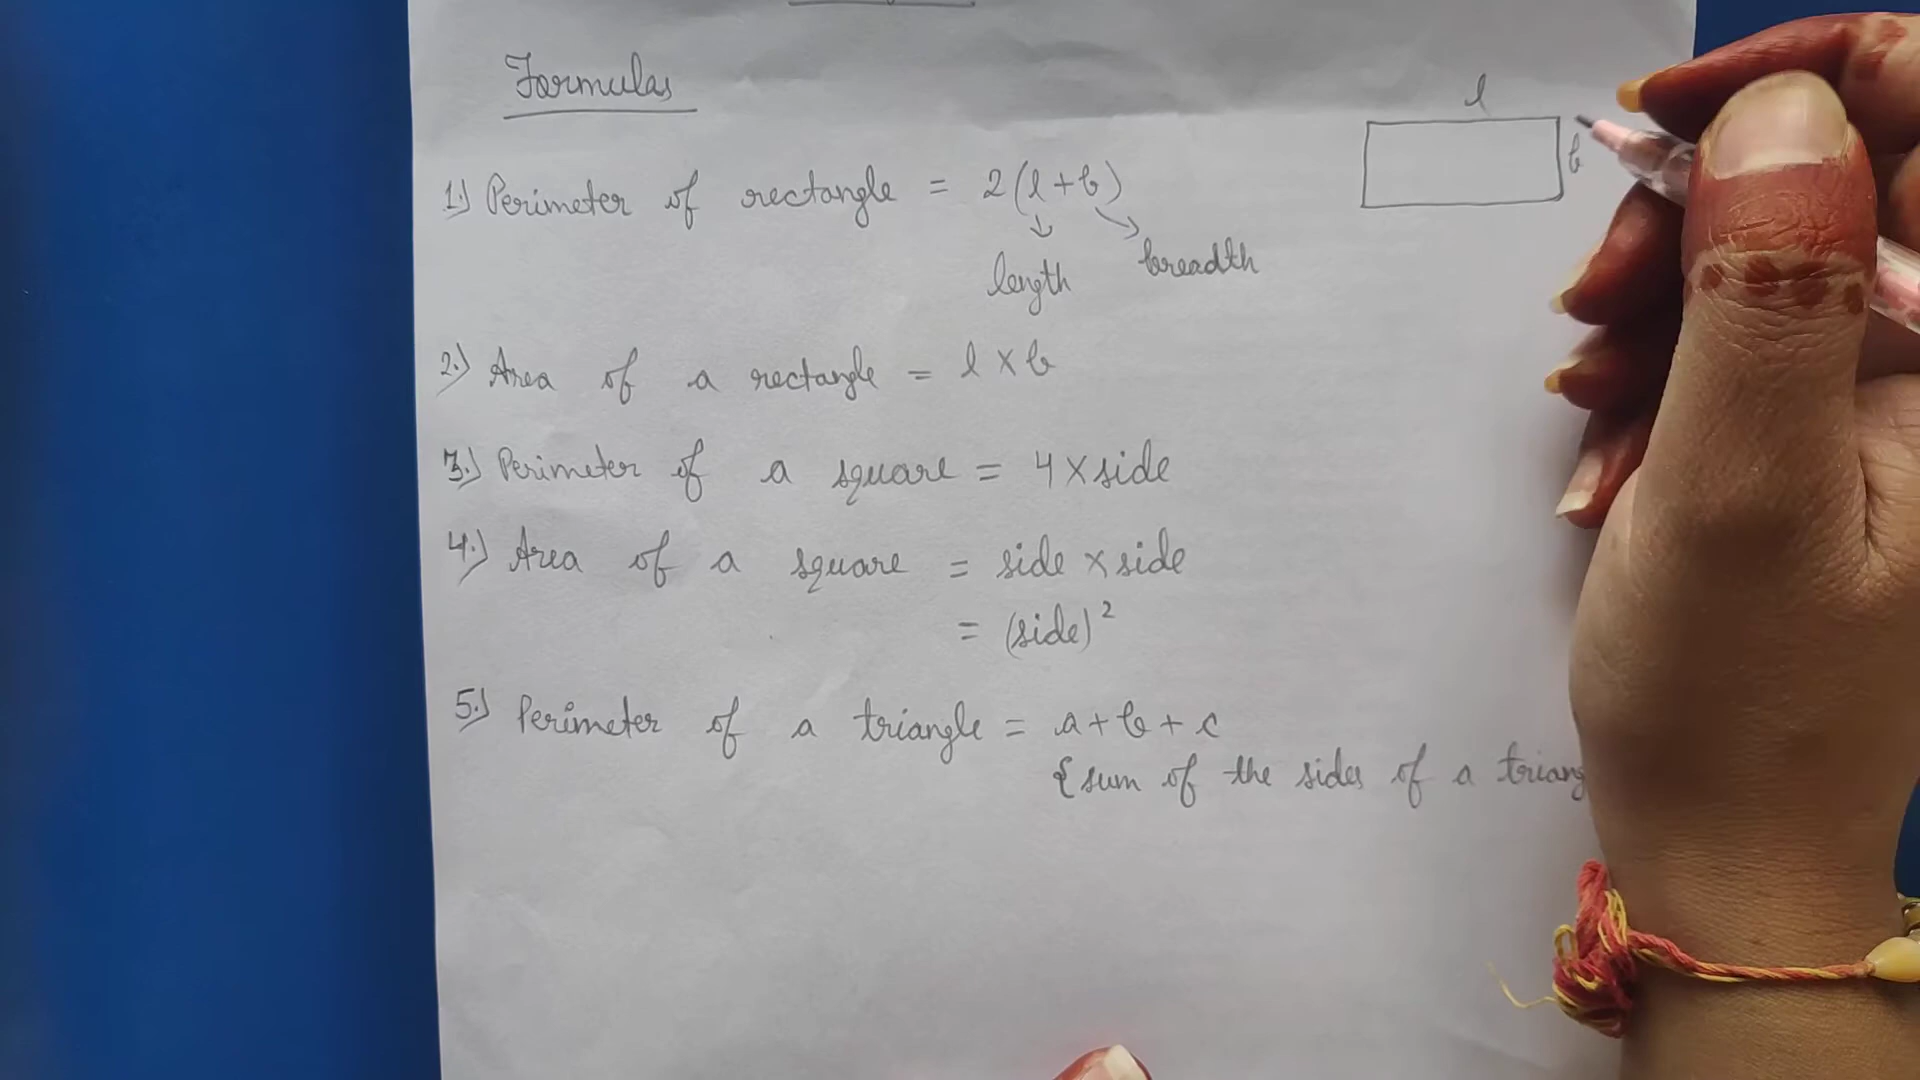 Formulas
l
b
1.) Perimeter of rectangle = 2(l+b)
length
breadth
2.) Area of a rectangle = l × b
3.) Perimeter of a square = 4 × side
4.) Area of a square = side × side
= (side)²
5.) Perimeter of a triangle = a + b + c
{sum of the sides of a triang